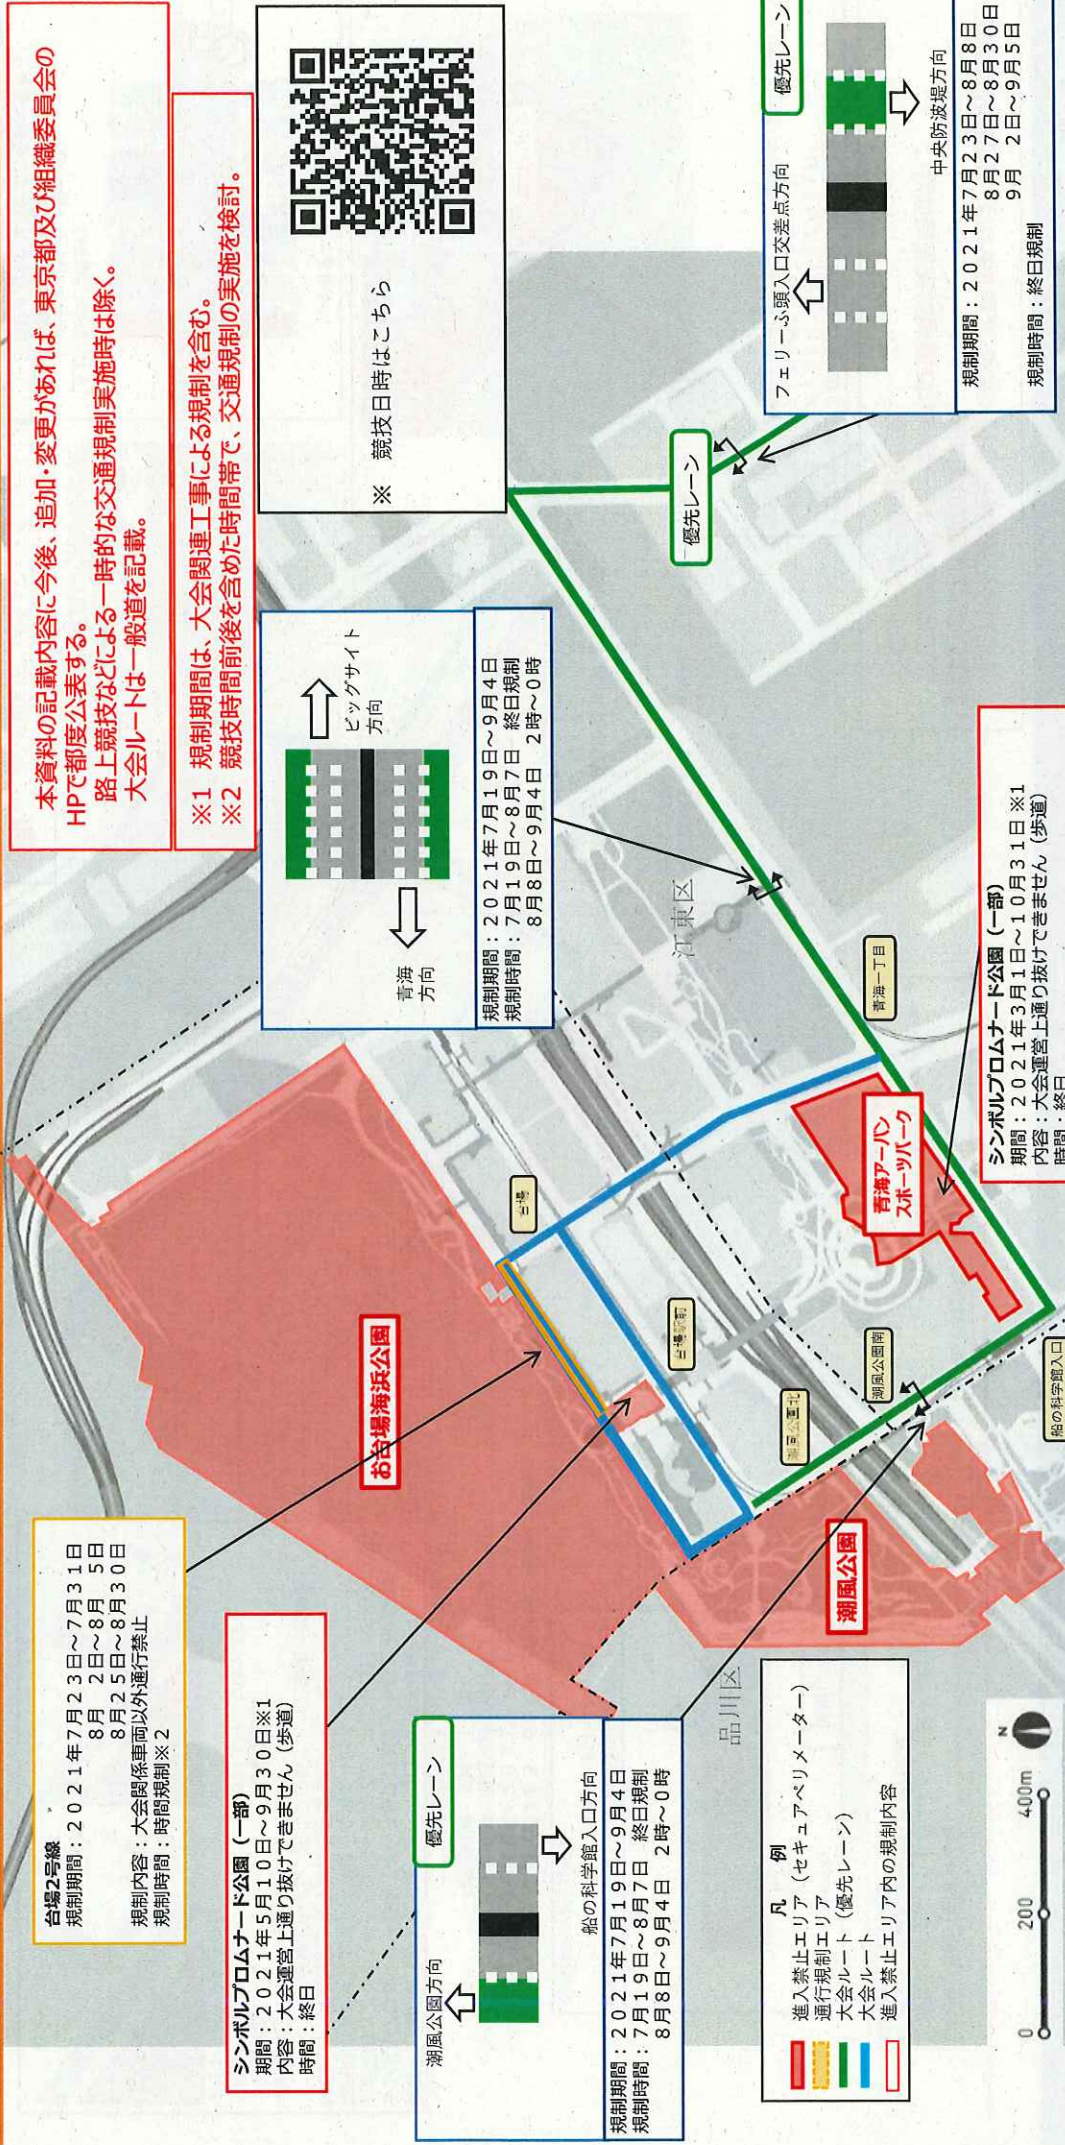 本資料の記載内容に今後、追加・変更があれば、東京都及び組織委員会の
HPで都度公表する。
路上競技などによる一時的な交通規制実施時は除く。
大会ルートは一般道を記載。
※1 規制期間は、大会関連工事による規制を含む。
※2 競技時間前後を含めた時間帯で、交通規制の実施を検討。
※ 競技日時はこちら
台場2号線
規制期間:2021年7月23日~7月31日
8月 2日~8月 5日
8月25日~8月30日
規制内容:大会関係車両以外通行禁止
規制時間:時間規制※2
シンボルプロムナード公園(一部)
期間:2021年5月10日~9月30日※1
内容:大会運営上通り抜けできません(歩道)
時間:終日
優先レーン
潮風公園方向
船の科学館入口方向
規制期間:2021年7月19日~9月4日
規制時間:7月19日~8月7日 終日規制
8月8日~9月4日 2時~0時
青海
方向
ビッグサイト
方向
規制期間:2021年7月19日~9月4日
規制時間:7月19日~8月7日 終日規制
8月8日~9月4日 2時~0時
優先レーン
フェリーふ頭入口交差点方向
中央防波堤方向
規制期間:2021年7月23日~8月8日
8月27日~8月30日
9月 2日~9月5日
規制時間:終日規制
優先レーン
シンボルプロムナード公園(一部)
期間:2021年3月1日~10月31日※1
内容:大会運営上通り抜けできません(歩道)
時間:終日
お台場海浜公園
潮風公園
青海アーバン
スポーツパーク
台場
台場駅前
潮風公園北
潮風公園南
船の科学館入口
青海一丁目
江東区
品川区
凡 例
進入禁止エリア(セキュアペリメーター)
通行規制エリア
大会ルート(優先レーン)
大会ルート
進入禁止エリア内の規制内容
0 200 400m
N